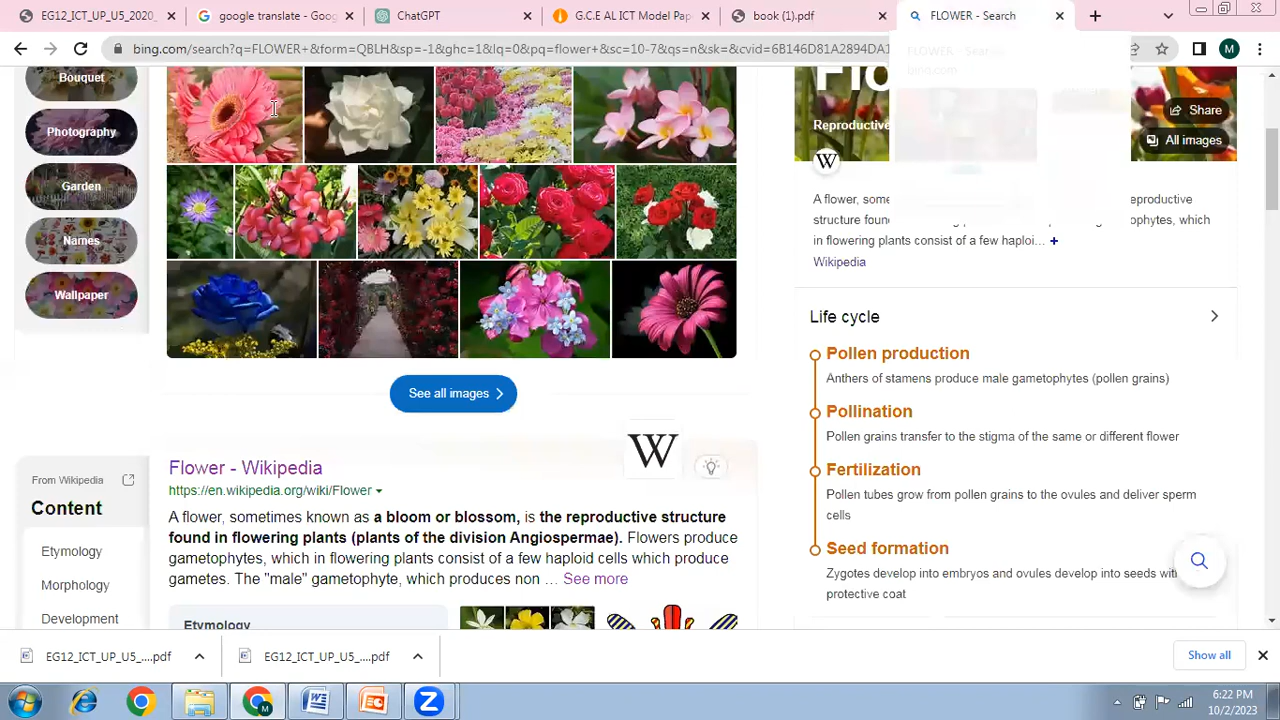 EG12_ICT_UP_U5_2020_
google translate - Goog
ChatGPT
G.C.E AL ICT Model Pap
book (1).pdf
FLOWER - Search
bing.com/search?q=FLOWER+&form=QBLH&sp=-1&ghc=1&lq=0&pq=flower+&sc=10-7&qs=n&sk=&cvid=6B146D81A2894DA1
M
FLOWER - Sear
bing.com
Bouquet
Photography
Garden
Names
Wallpaper
See all images
Flo
Reproductive
Share
All images
W
A flower, some
reproductive
structure foun
ophytes, which
in flowering plants consist of a few haploi... +
Wikipedia
Life cycle
Pollen production
Anthers of stamens produce male gametophytes (pollen grains)
Pollination
Pollen grains transfer to the stigma of the same or different flower
Fertilization
Pollen tubes grow from pollen grains to the ovules and deliver sperm
cells
Seed formation
Zygotes develop into embryos and ovules develop into seeds with
protective coat
From Wikipedia
Content
Etymology
Morphology
Development
W
Flower - Wikipedia
https://en.wikipedia.org/wiki/Flower
A flower, sometimes known as a bloom or blossom, is the reproductive structure
found in flowering plants (plants of the division Angiospermae). Flowers produce
gametophytes, which in flowering plants consist of a few haploid cells which produce
gametes. The "male" gametophyte, which produces non … See more
Etymology
EG12_ICT_UP_U5_....pdf
EG12_ICT_UP_U5_....pdf
Show all
6:22 PM
10/2/2023